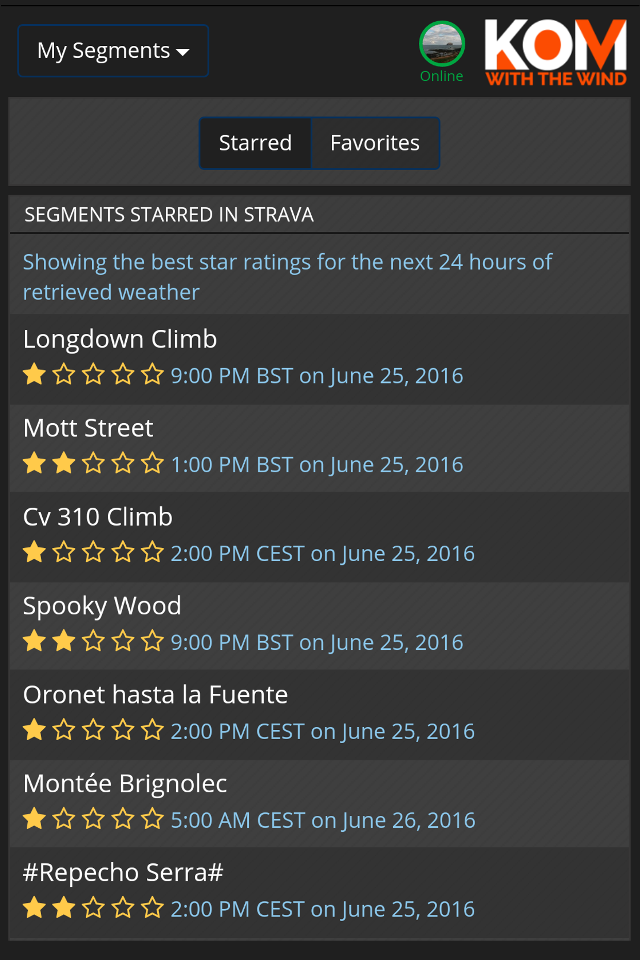 My Segments
Online
KOM
WITH THE WIND
Starred Favorites
SEGMENTS STARRED IN STRAVA
Showing the best star ratings for the next 24 hours of
retrieved weather
Longdown Climb
9:00 PM BST on June 25, 2016
Mott Street
1:00 PM BST on June 25, 2016
Cv 310 Climb
2:00 PM CEST on June 25, 2016
Spooky Wood
9:00 PM BST on June 25, 2016
Oronet hasta la Fuente
2:00 PM CEST on June 25, 2016
Montée Brignolec
5:00 AM CEST on June 26, 2016
#Repecho Serra#
2:00 PM CEST on June 25, 2016